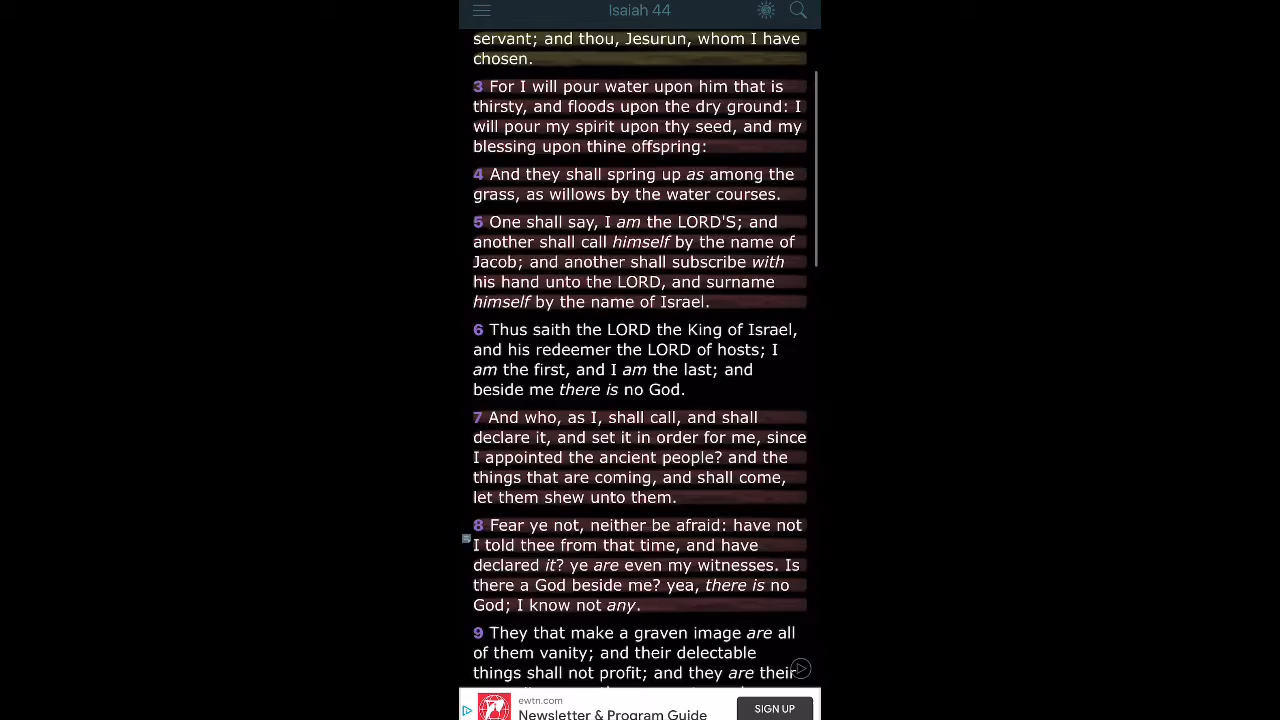 Isaiah 44
servant; and thou, Jesurun, whom I have
chosen.
3 For I will pour water upon him that is
thirsty, and floods upon the dry ground: I
will pour my spirit upon thy seed, and my
blessing upon thine offspring:
4 And they shall spring up as among the
grass, as willows by the water courses.
5 One shall say, I am the LORD'S; and
another shall call himself by the name of
Jacob; and another shall subscribe with
his hand unto the LORD, and surname
himself by the name of Israel.
6 Thus saith the LORD the King of Israel,
and his redeemer the LORD of hosts; I
am the first, and I am the last; and
beside me there is no God.
7 And who, as I, shall call, and shall
declare it, and set it in order for me, since
I appointed the ancient people? and the
things that are coming, and shall come,
let them shew unto them.
8 Fear ye not, neither be afraid: have not
I told thee from that time, and have
declared it? ye are even my witnesses. Is
there a God beside me? yea, there is no
God; I know not any.
9 They that make a graven image are all
of them vanity; and their delectable
things shall not profit; and they are their
ewtn.com
Newsletter & Program Guide
SIGN UP